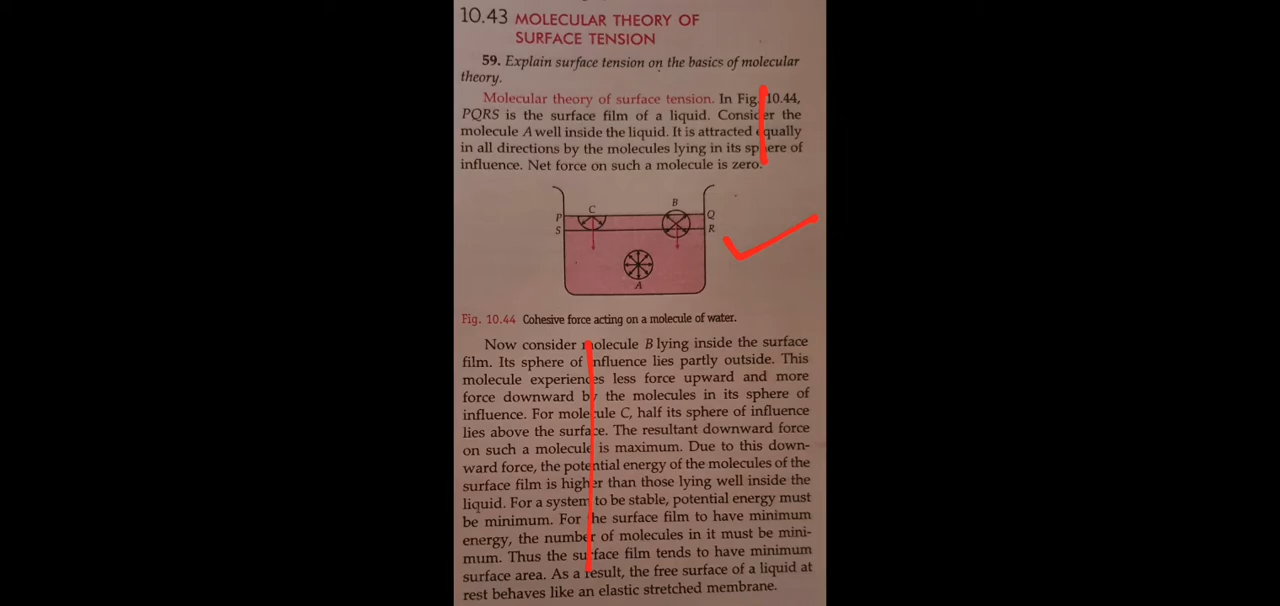 10.43 MOLECULAR THEORY OF
SURFACE TENSION
59. Explain surface tension on the basics of molecular
theory.
Molecular theory of surface tension. In Fig. 10.44,
PQRS is the surface film of a liquid. Consider the
molecule A well inside the liquid. It is attracted equally
in all directions by the molecules lying in its sphere of
influence. Net force on such a molecule is zero.
C B
P Q
S R
A
Fig. 10.44 Cohesive force acting on a molecule of water.
Now consider molecule B lying inside the surface
film. Its sphere of influence lies partly outside. This
molecule experiences less force upward and more
force downward by the molecules in its sphere of
influence. For molecule C, half its sphere of influence
lies above the surface. The resultant downward force
on such a molecule is maximum. Due to this down-
ward force, the potential energy of the molecules of the
surface film is higher than those lying well inside the
liquid. For a system to be stable, potential energy must
be minimum. For the surface film to have minimum
energy, the number of molecules in it must be mini-
mum. Thus the surface film tends to have minimum
surface area. As a result, the free surface of a liquid at
rest behaves like an elastic stretched membrane.